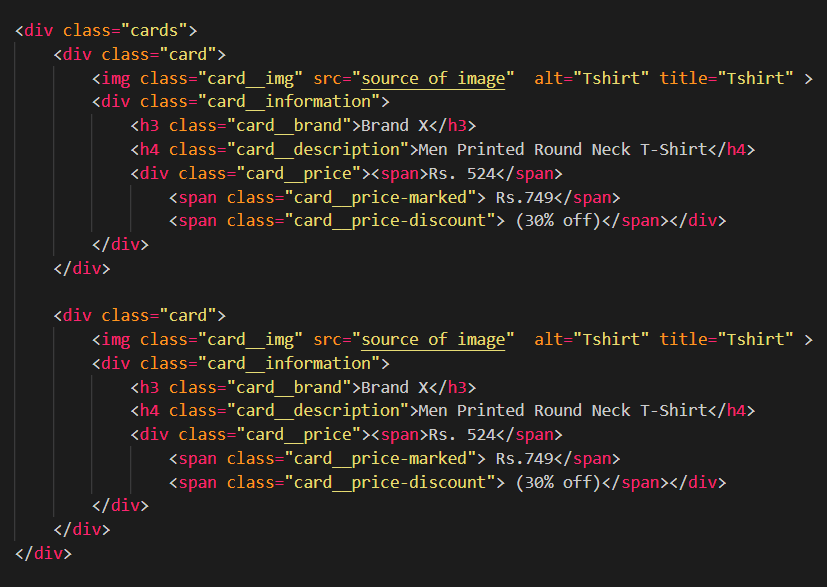 <div class="cards">
    <div class="card">
        <img class="card__img" src="source of image"  alt="Tshirt" title="Tshirt" >
        <div class="card__information">
            <h3 class="card__brand">Brand X</h3>
            <h4 class="card__description">Men Printed Round Neck T-Shirt</h4>
            <div class="card__price"><span>Rs. 524</span>
                <span class="card__price-marked"> Rs.749</span>
                <span class="card__price-discount"> (30% off)</span></div>
        </div>
    </div>

    <div class="card">
        <img class="card__img" src="source of image"  alt="Tshirt" title="Tshirt" >
        <div class="card__information">
            <h3 class="card__brand">Brand X</h3>
            <h4 class="card__description">Men Printed Round Neck T-Shirt</h4>
            <div class="card__price"><span>Rs. 524</span>
                <span class="card__price-marked"> Rs.749</span>
                <span class="card__price-discount"> (30% off)</span></div>
        </div>
    </div>
</div>